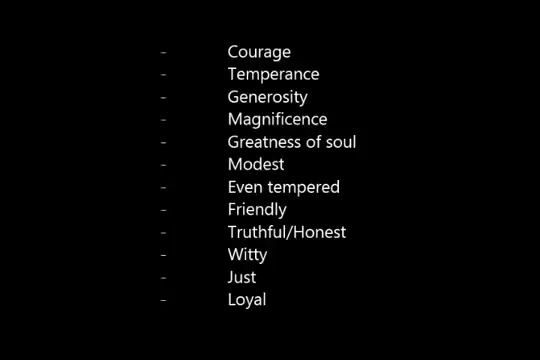 - Courage
- Temperance
- Generosity
- Magnificence
- Greatness of soul
- Modest
- Even tempered
- Friendly
- Truthful/Honest
- Witty
- Just
- Loyal